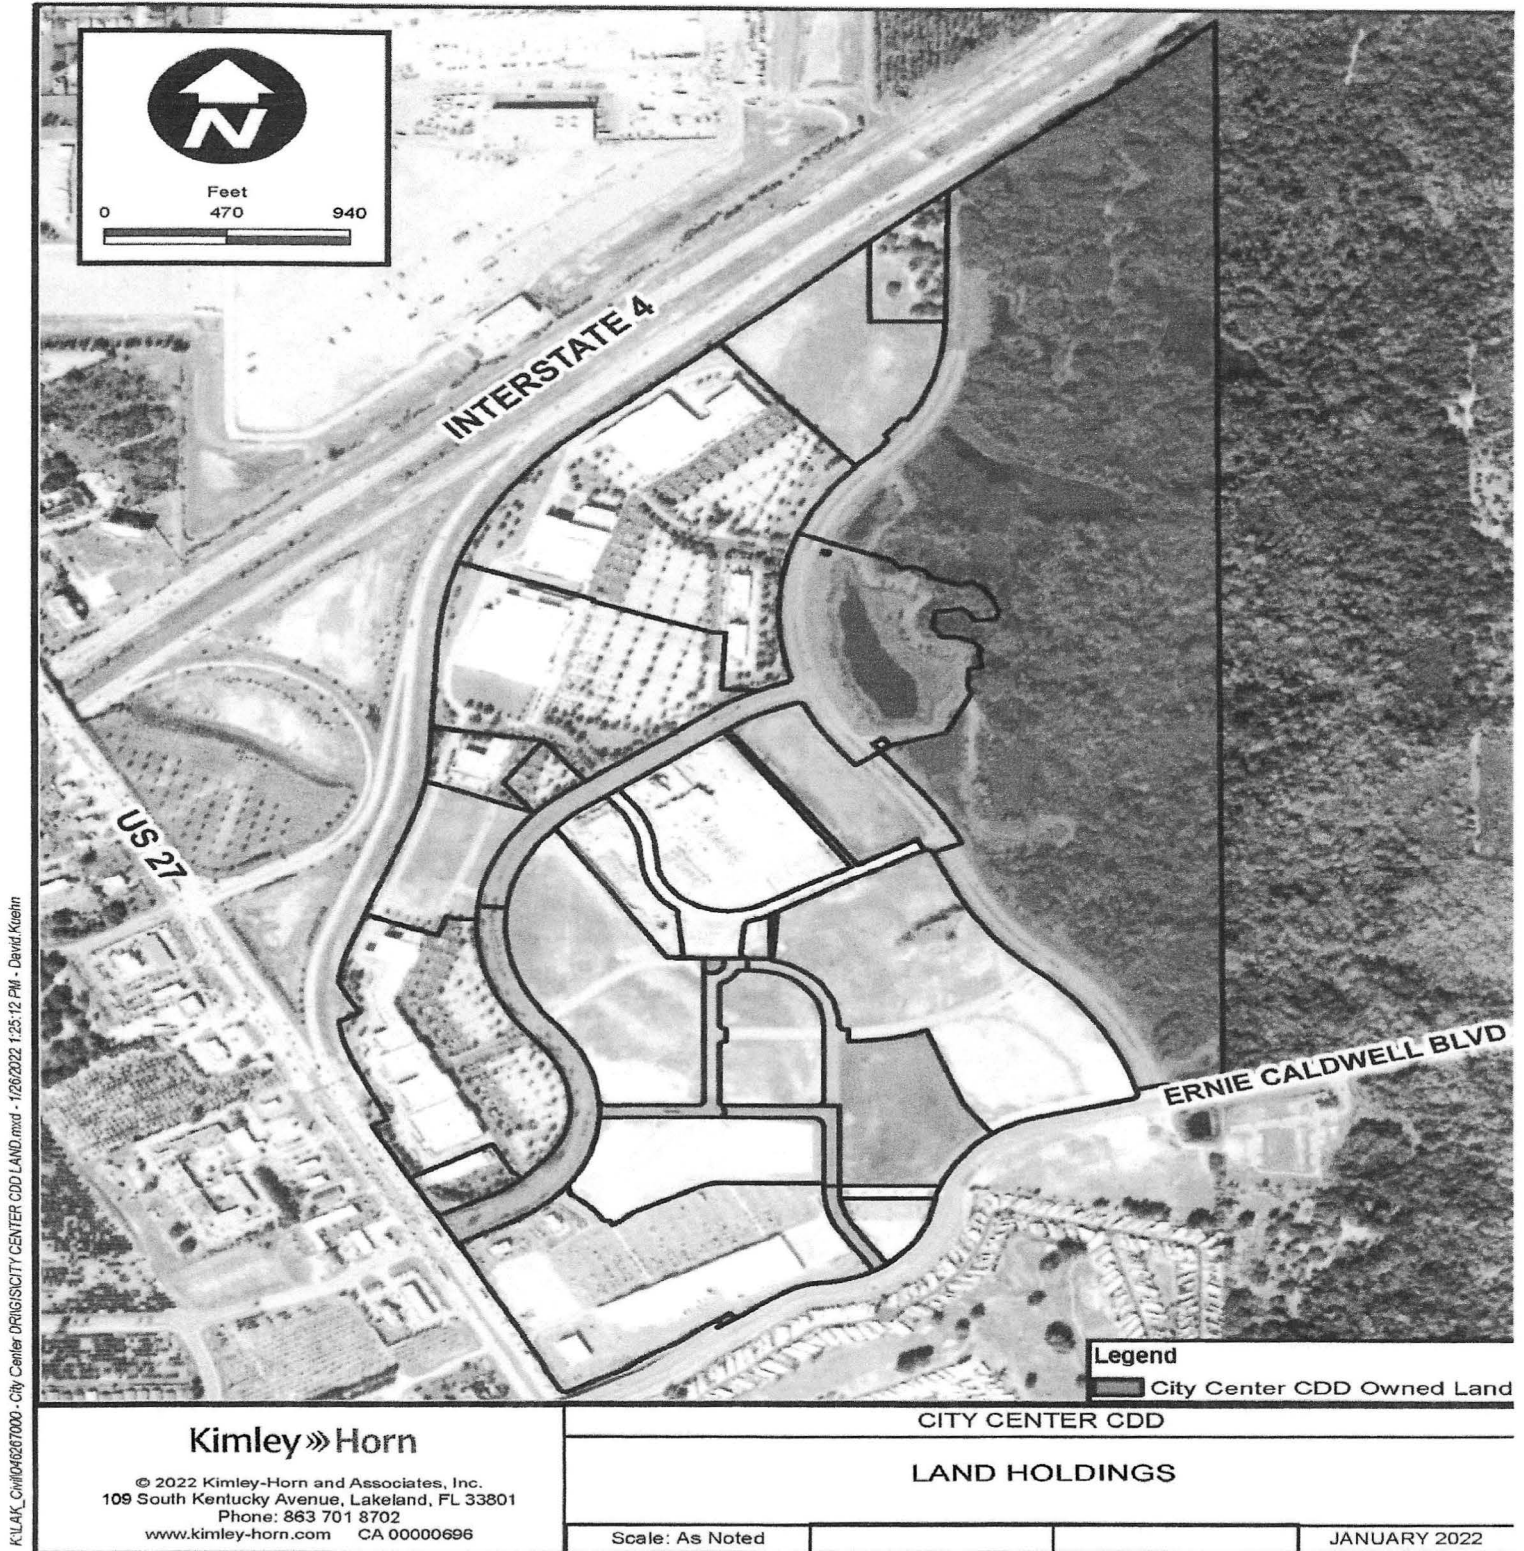 N
Feet
0 470 940
INTERSTATE 4
US 27
ERNIE CALDWELL BLVD
Legend
City Center CDD Owned Land
K:\LAK_Civil\046267000 - City Center DRI\GIS\CITY CENTER CDD LAND.mxd - 1/26/2022 1:25:12 PM - David.Kuehn
Kimley»Horn
© 2022 Kimley-Horn and Associates, Inc.
109 South Kentucky Avenue, Lakeland, FL 33801
Phone: 863 701 8702
www.kimley-horn.com CA 00000696
CITY CENTER CDD
LAND HOLDINGS
Scale: As Noted
JANUARY 2022